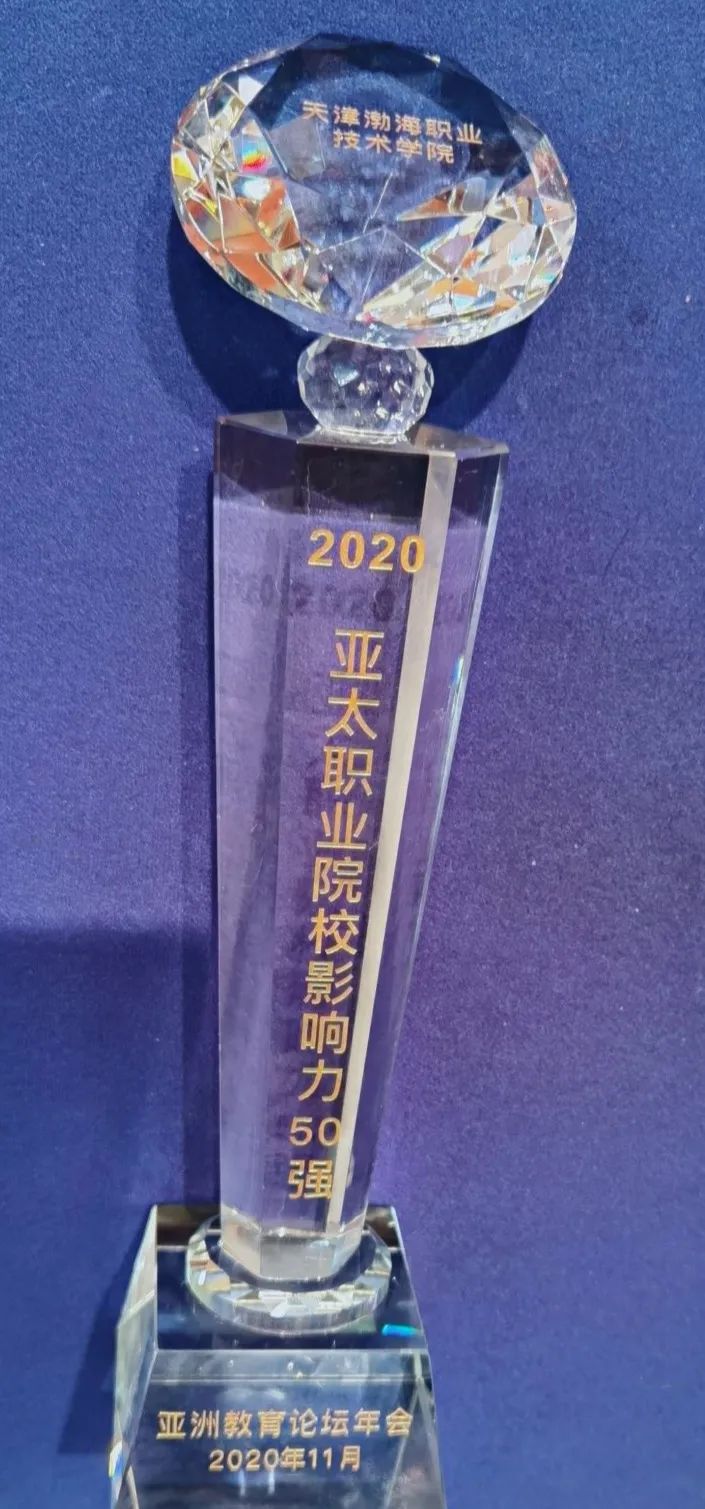 天津渤海职业
技术学院
2020
亚太职业院校影响力50强
亚洲教育论坛年会
2020年11月